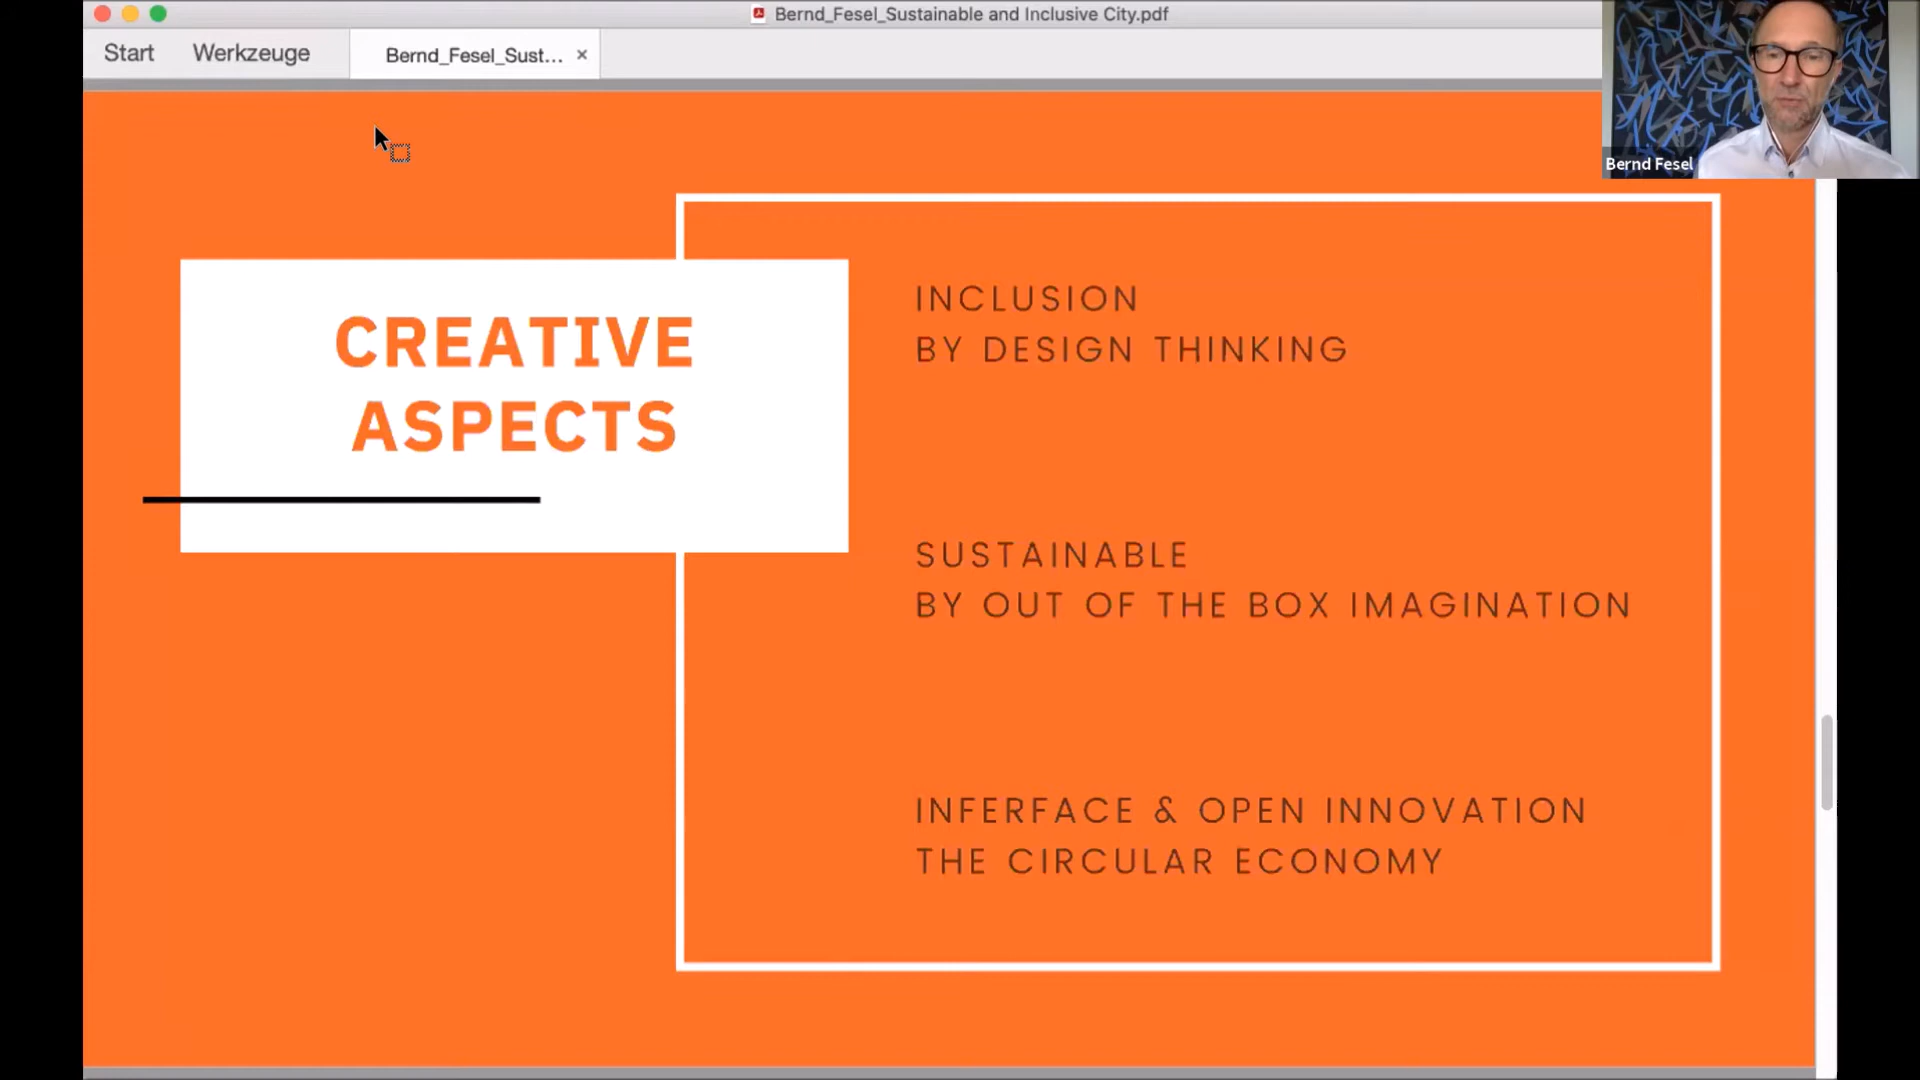 Bernd_Fesel_Sustainable and Inclusive City.pdf
Start Werkzeuge Bernd_Fesel_Sust... ×
Bernd Fesel
CREATIVE
ASPECTS
INCLUSION
BY DESIGN THINKING
SUSTAINABLE
BY OUT OF THE BOX IMAGINATION
INFERFACE & OPEN INNOVATION
THE CIRCULAR ECONOMY